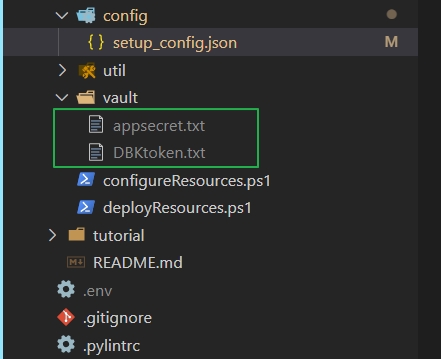 config
{ } setup_config.json M
util
vault
appsecret.txt
DBKtoken.txt
configureResources.ps1
deployResources.ps1
tutorial
README.md
.env
.gitignore
.pylintrc